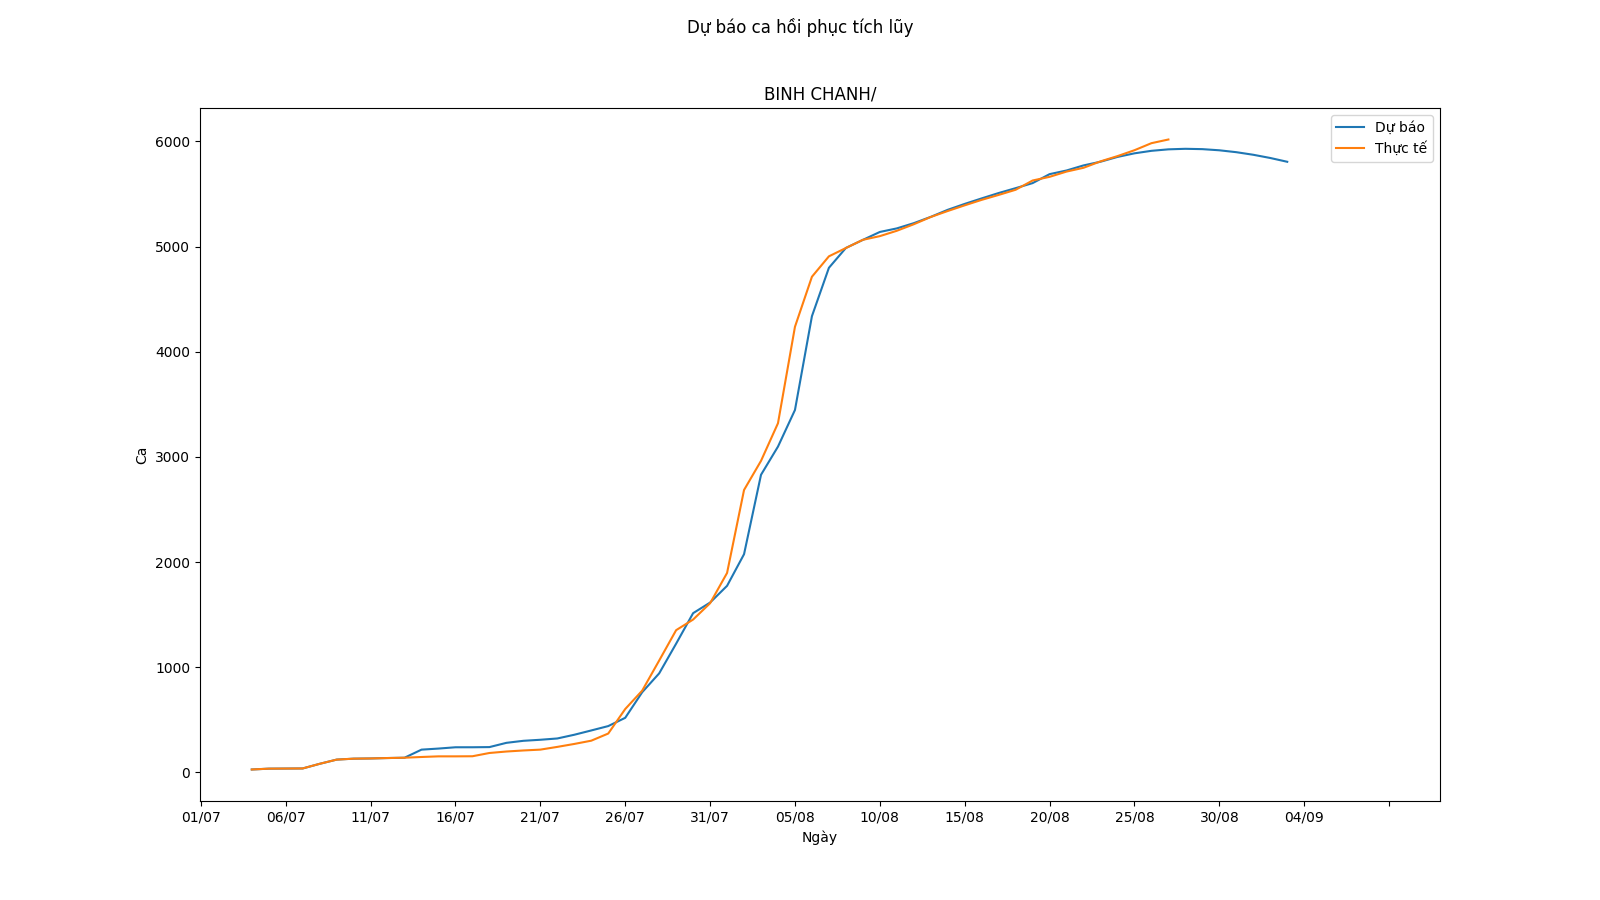 Dự báo ca hồi phục tích lũy
BINH CHANH/
Dự báo
Thực tế
6000
5000
4000
3000
2000
1000
0
Ca
01/07 06/07 11/07 16/07 21/07 26/07 31/07 05/08 10/08 15/08 20/08 25/08 30/08 04/09
Ngày